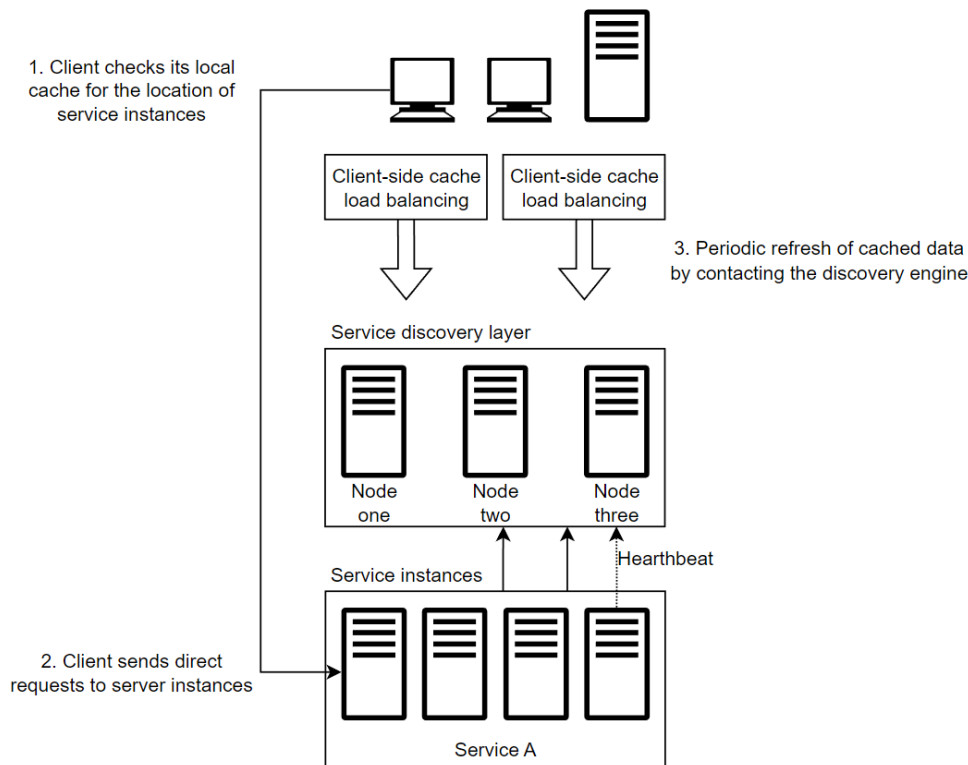 1. Client checks its local
cache for the location of
service instances
Client-side cache
load balancing
Client-side cache
load balancing
3. Periodic refresh of cached data
by contacting the discovery engine
Service discovery layer
Node
one
Node
two
Node
three
Hearthbeat
Service instances
2. Client sends direct
requests to server instances
Service A